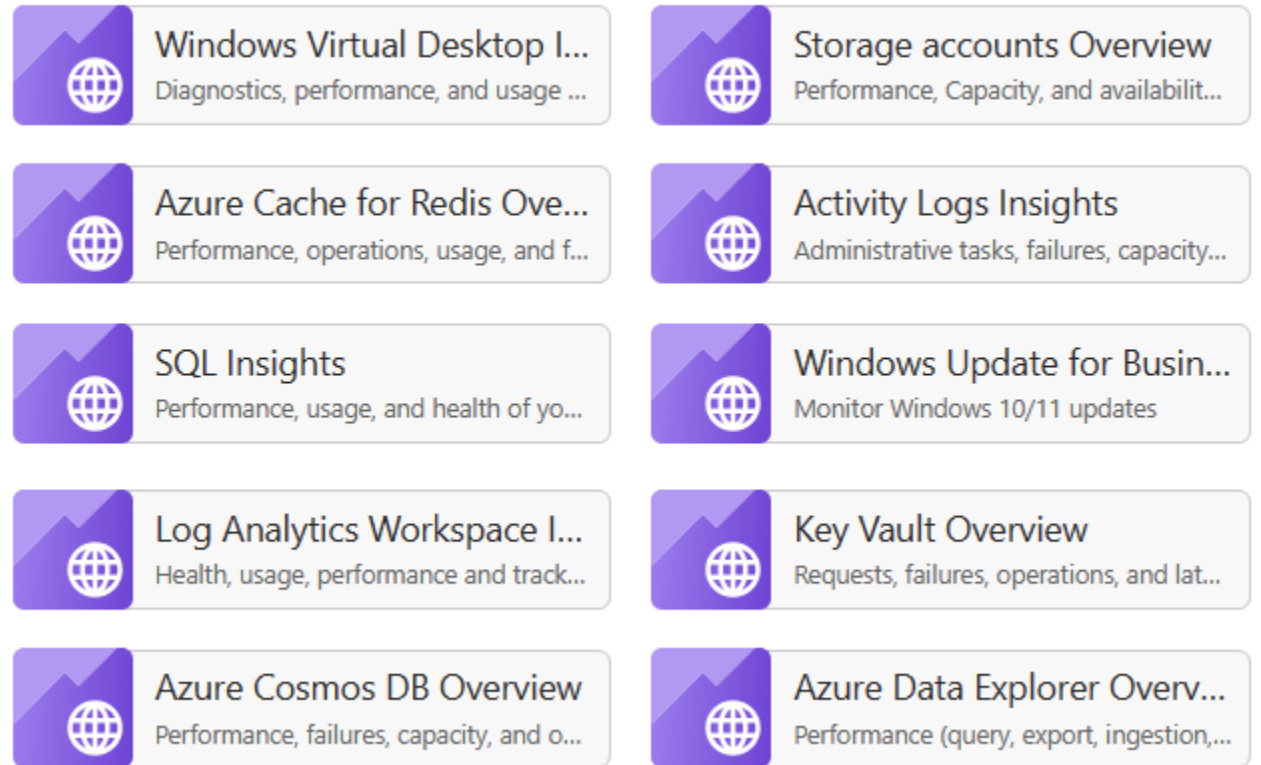 Windows Virtual Desktop I...
Diagnostics, performance, and usage ...
Storage accounts Overview
Performance, Capacity, and availabilit...
Azure Cache for Redis Ove...
Performance, operations, usage, and f...
Activity Logs Insights
Administrative tasks, failures, capacity...
SQL Insights
Performance, usage, and health of yo...
Windows Update for Busin...
Monitor Windows 10/11 updates
Log Analytics Workspace I...
Health, usage, performance and track...
Key Vault Overview
Requests, failures, operations, and lat...
Azure Cosmos DB Overview
Performance, failures, capacity, and o...
Azure Data Explorer Overv...
Performance (query, export, ingestion,...